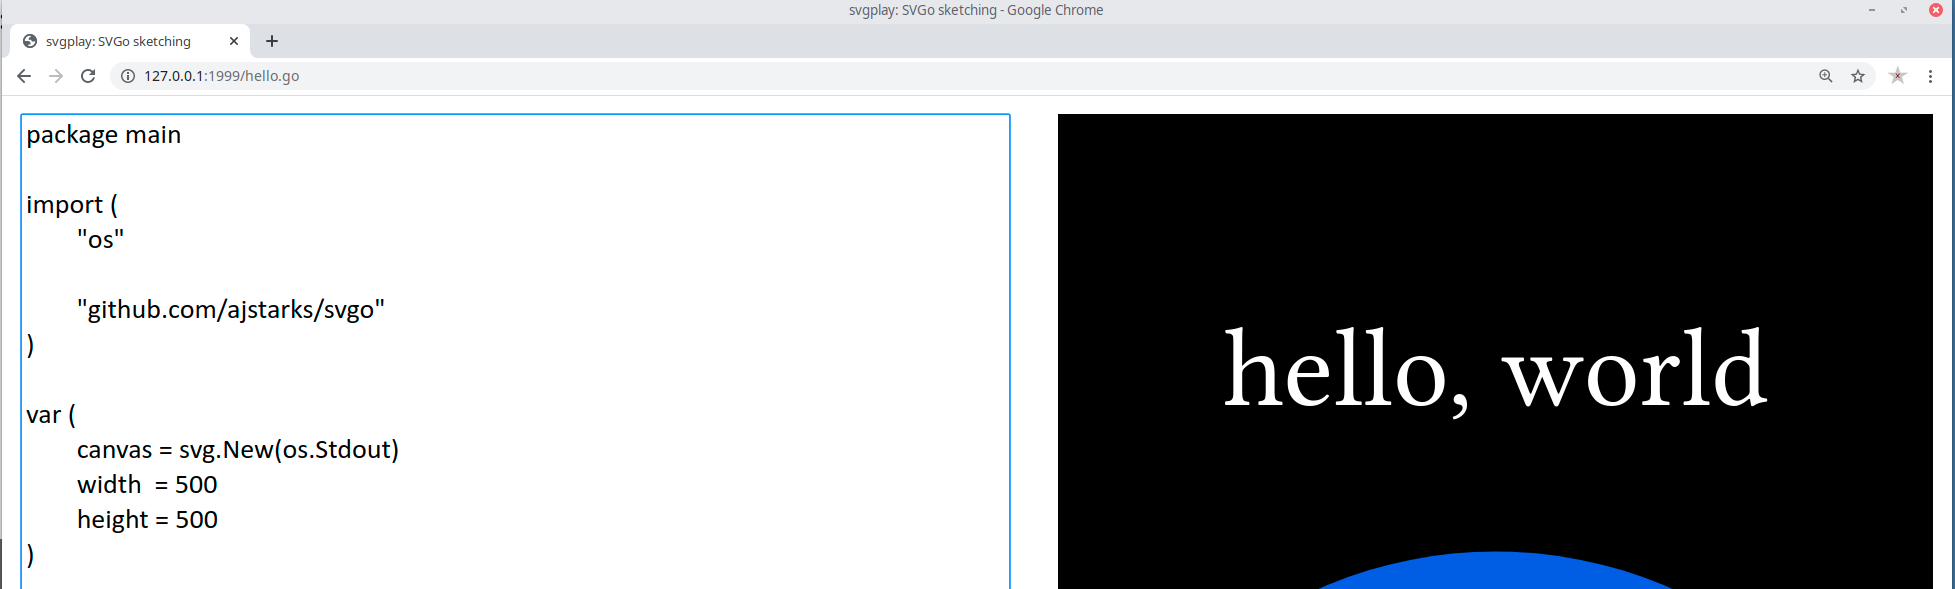 svgplay: SVGo sketching - Google Chrome
svgplay: SVGo sketching
127.0.0.1:1999/hello.go
package main
import (
"os"
"github.com/ajstarks/svgo"
)
var (
canvas = svg.New(os.Stdout)
width  = 500
height = 500
)
hello, world